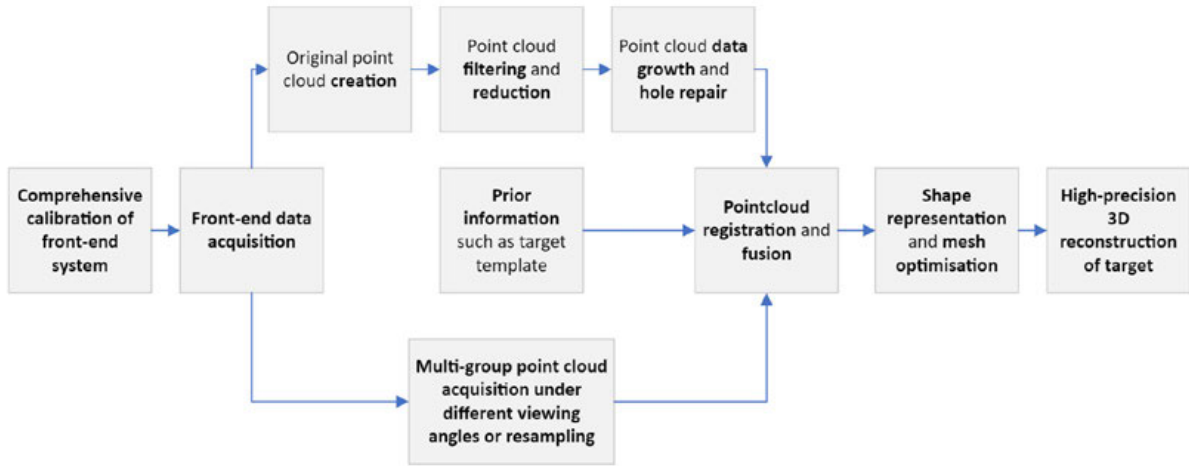 Original point
cloud creation
Point cloud
filtering and
reduction
Point cloud data
growth and
hole repair
Comprehensive
calibration of
front-end
system
Front-end data
acquisition
Prior
information
such as target
template
Pointcloud
registration and
fusion
Shape
representation
and mesh
optimisation
High-precision
3D
reconstruction
of target
Multi-group point cloud
acquisition under
different viewing
angles or resampling